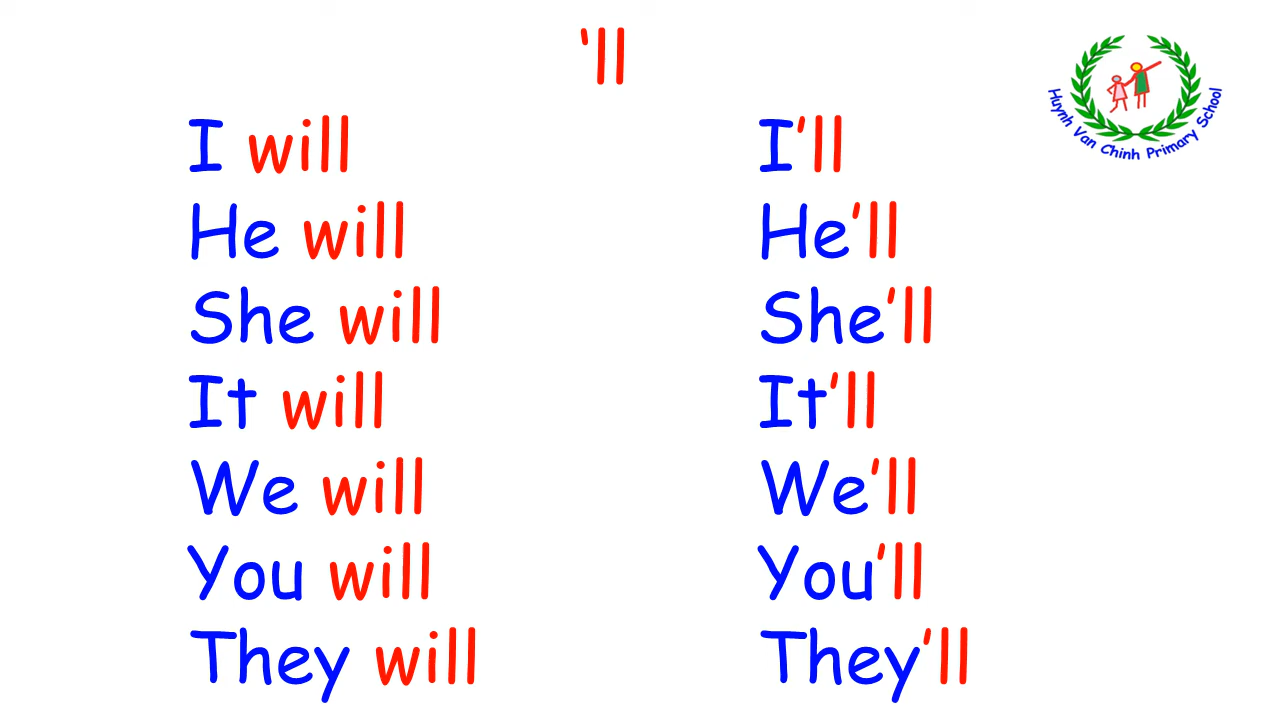 ‘ll
Huynh Van Chinh Primary School
I will I’ll
He will He’ll
She will She’ll
It will It’ll
We will We’ll
You will You’ll
They will They’ll